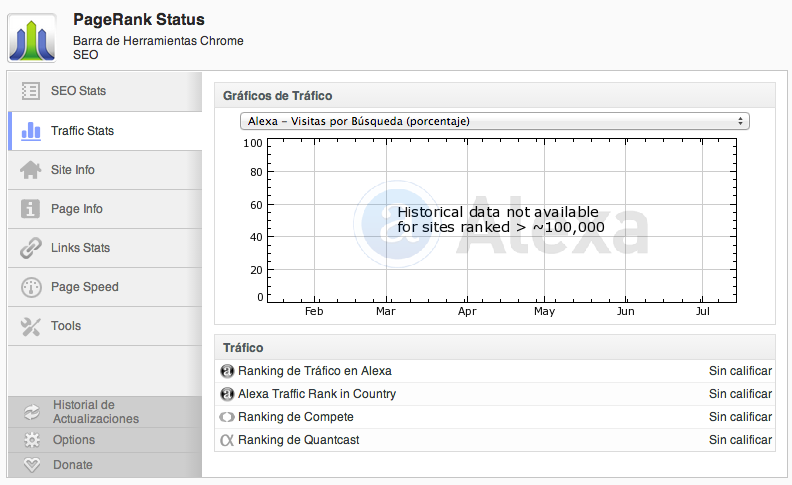 PageRank Status
Barra de Herramientas Chrome
SEO
SEO Stats
Traffic Stats
Site Info
Page Info
Links Stats
Page Speed
Tools
Historial de
Actualizaciones
Options
Donate
Gráficos de Tráfico
Alexa – Visitas por Búsqueda (porcentaje)
100
80
60
40
20
0
Alexa
Historical data not available
for sites ranked > ~100,000
Feb Mar Apr May Jun Jul
Tráfico
Ranking de Tráfico en Alexa Sin calificar
Alexa Traffic Rank in Country Sin calificar
Ranking de Compete Sin calificar
Ranking de Quantcast Sin calificar